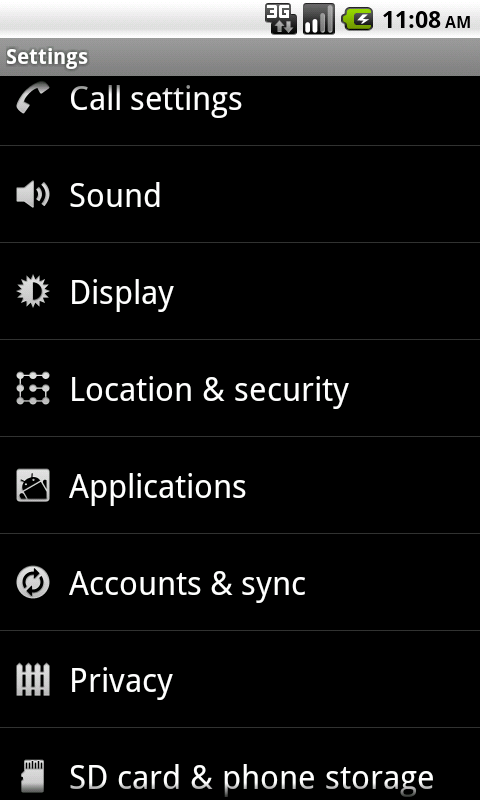 3G 11:08 AM
Settings
Call settings
Sound
Display
Location & security
Applications
Accounts & sync
Privacy
SD card & phone storage